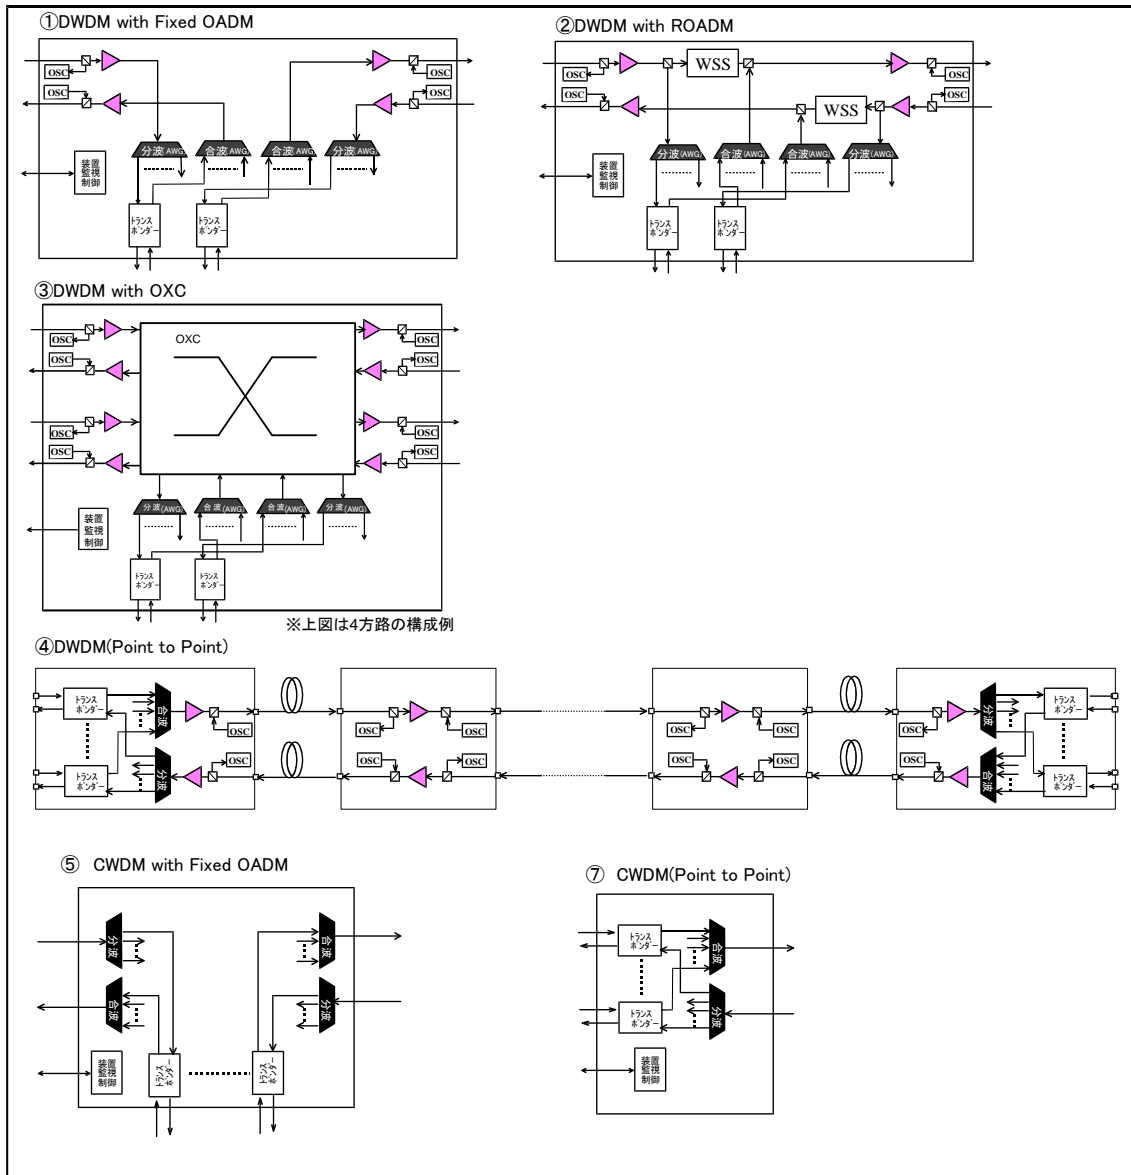 ①DWDM with Fixed OADM
OSC
OSC
OSC
OSC
分波(AWG)
合波(AWG)
合波(AWG)
分波(AWG)
装置
監視
制御
トランス
ポンダー
トランス
ポンダー
②DWDM with ROADM
OSC
WSS
OSC
OSC
WSS
OSC
分波(AWG)
合波(AWG)
合波(AWG)
分波(AWG)
装置
監視
制御
トランス
ポンダー
トランス
ポンダー
③DWDM with OXC
OSC
OXC
OSC
OSC
OSC
OSC
OSC
OSC
OSC
分波(AWG)
合波(AWG)
合波(AWG)
分波(AWG)
装置
監視
制御
トランス
ポンダー
トランス
ポンダー
※上図は4方路の構成例
④DWDM(Point to Point)
トランス
ポンダー
合波
OSC
OSC
トランス
ポンダー
分波
OSC
OSC
OSC
OSC
OSC
OSC
OSC
OSC
OSC
分波
トランス
ポンダー
OSC
合波
トランス
ポンダー
⑤ CWDM with Fixed OADM
分波
合波
合波
分波
装置
監視
制御
トランス
ポンダー
トランス
ポンダー
⑦ CWDM(Point to Point)
トランス
ポンダー
合波
トランス
ポンダー
分波
装置
監視
制御